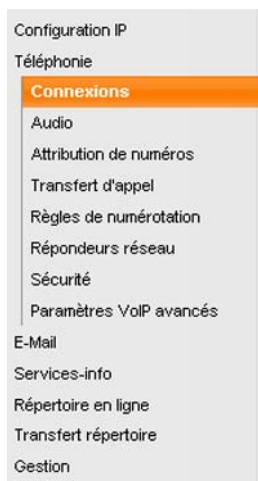 Configuration IP
Téléphonie
Connexions
Audio
Attribution de numéros
Transfert d'appel
Règles de numérotation
Répondeurs réseau
Sécurité
Paramètres VoIP avancés
E-Mail
Services-info
Répertoire en ligne
Transfert répertoire
Gestion